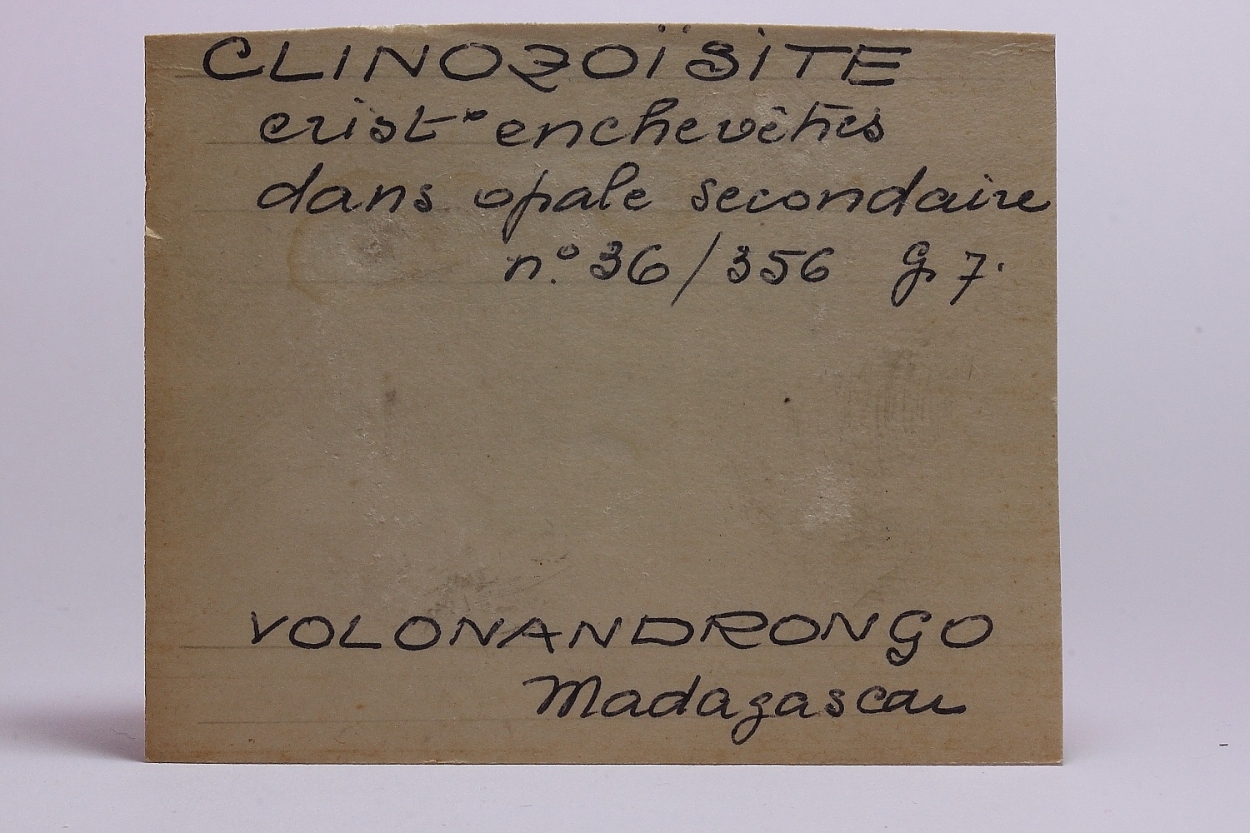 CLINOZOÏSITE
crist˟ enchevêtrés
dans opale secondaire
n° 36/356 G 7.
VOLONANDRONGO
Madagascar